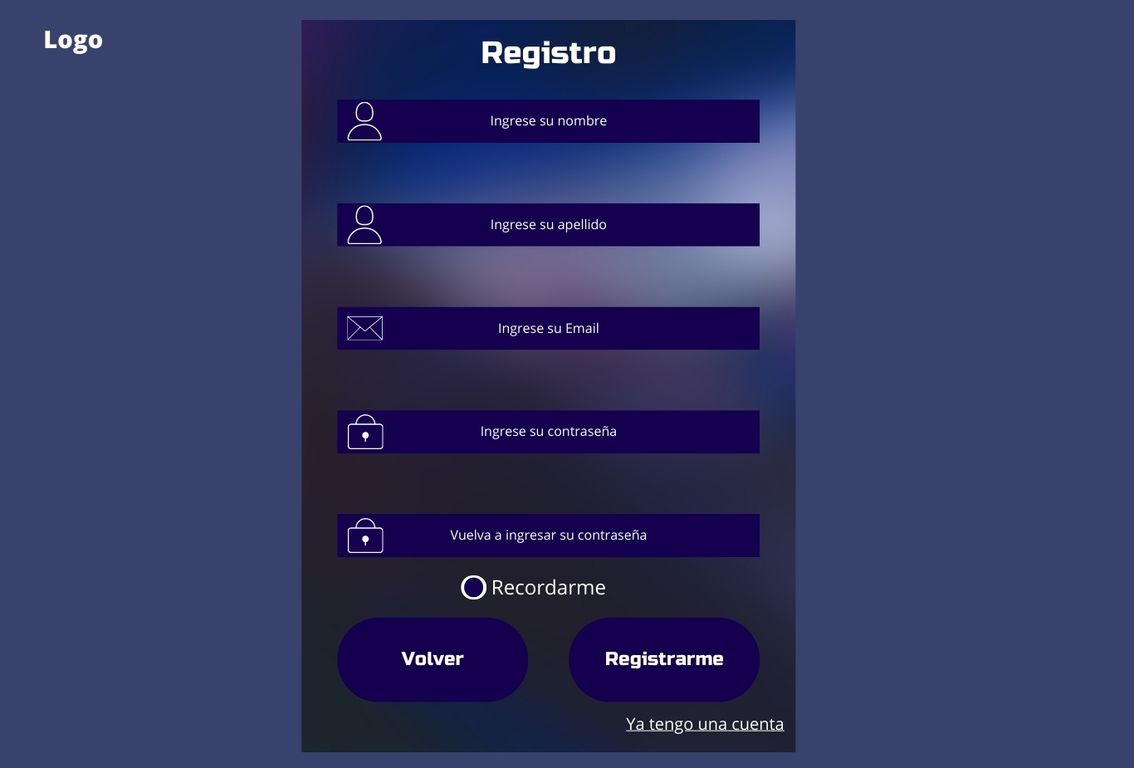 Logo
Registro
Ingrese su nombre
Ingrese su apellido
Ingrese su Email
Ingrese su contraseña
Vuelva a ingresar su contraseña
Recordarme
Volver
Registrarme
Ya tengo una cuenta